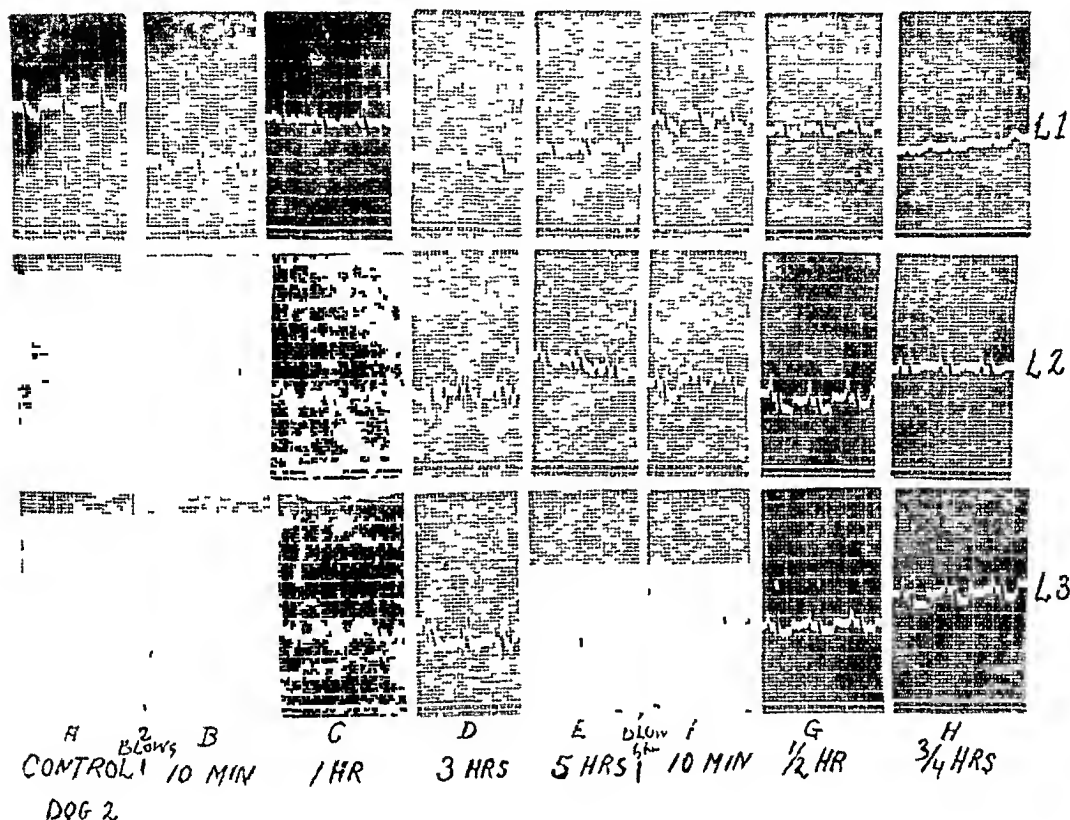 L1
L2
L3
A 2 BLOWS B C D E BLOW G H
CONTROL 10 MIN 1 HR 3 HRS 5 HRS 10 MIN 1/2 HR 3/4 HRS
DOG 2